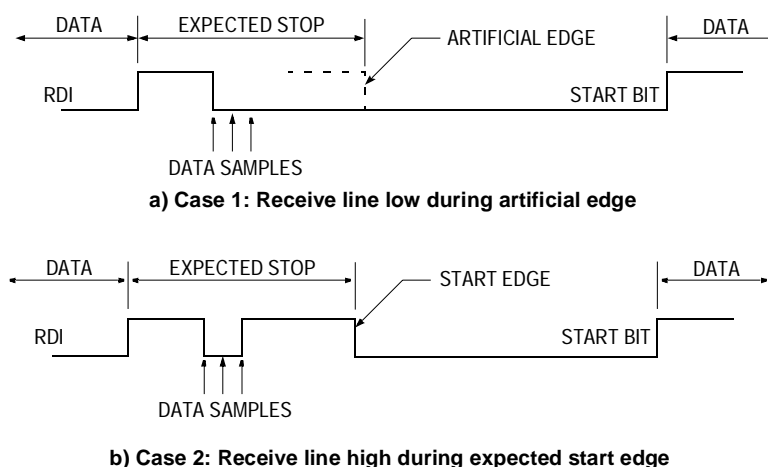 DATA EXPECTED STOP DATA
ARTIFICIAL EDGE
RDI START BIT
DATA SAMPLES
a) Case 1: Receive line low during artificial edge
DATA EXPECTED STOP DATA
START EDGE
RDI START BIT
DATA SAMPLES
b) Case 2: Receive line high during expected start edge